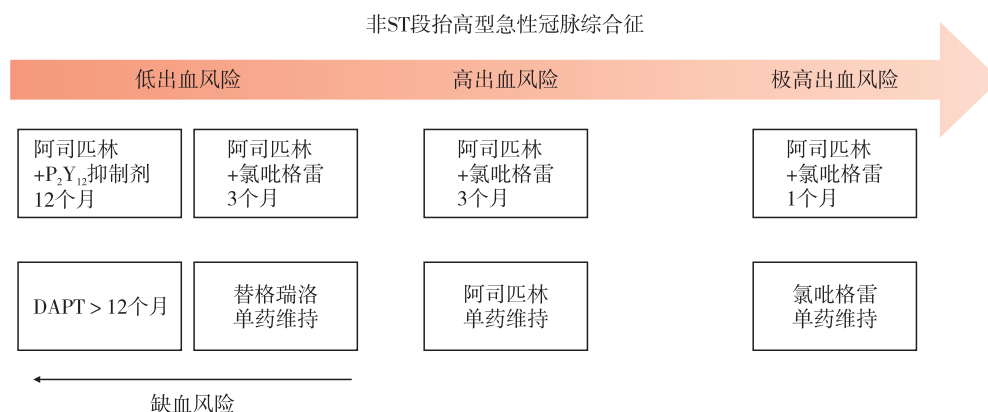 非ST段抬高型急性冠脉综合征
低出血风险
高出血风险
极高出血风险
阿司匹林
+P₂Y₁₂抑制剂
12个月
阿司匹林
+氯吡格雷
3个月
阿司匹林
+氯吡格雷
3个月
阿司匹林
+氯吡格雷
1个月
DAPT > 12个月
替格瑞洛
单药维持
阿司匹林
单药维持
氯吡格雷
单药维持
缺血风险